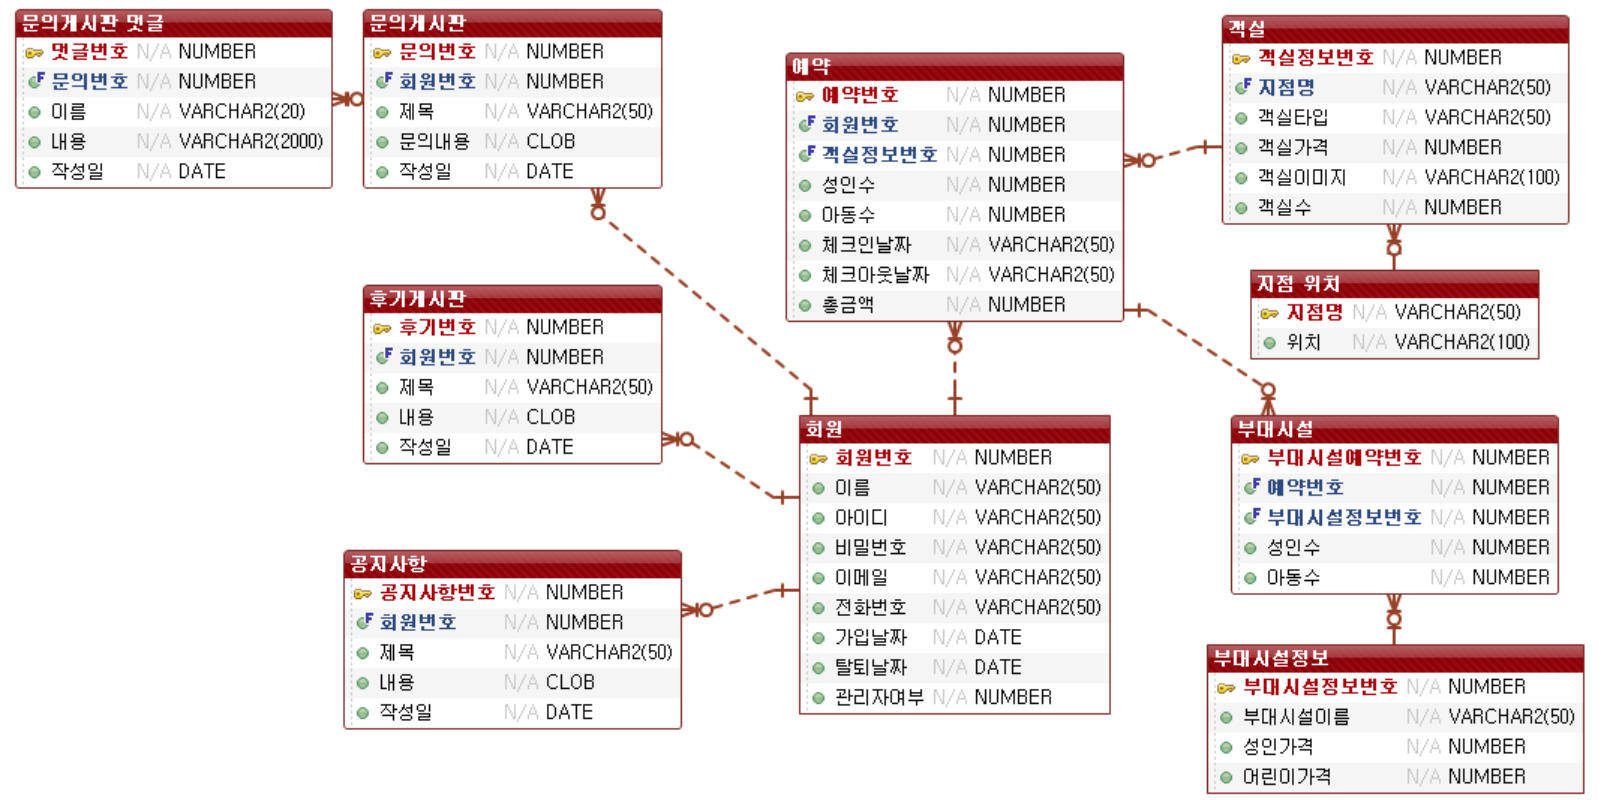 문의게시판 댓글
댓글번호 N/A NUMBER
문의번호 N/A NUMBER
이름 N/A VARCHAR2(20)
내용 N/A VARCHAR2(2000)
작성일 N/A DATE
문의게시판
문의번호 N/A NUMBER
회원번호 N/A NUMBER
제목 N/A VARCHAR2(50)
문의내용 N/A CLOB
작성일 N/A DATE
예약
예약번호 N/A NUMBER
회원번호 N/A NUMBER
객실정보번호 N/A NUMBER
성인수 N/A NUMBER
아동수 N/A NUMBER
체크인날짜 N/A VARCHAR2(50)
체크아웃날짜 N/A VARCHAR2(50)
총금액 N/A NUMBER
객실
객실정보번호 N/A NUMBER
지점명 N/A VARCHAR2(50)
객실타입 N/A VARCHAR2(50)
객실가격 N/A NUMBER
객실이미지 N/A VARCHAR2(100)
객실수 N/A NUMBER
지점 위치
지점명 N/A VARCHAR2(50)
위치 N/A VARCHAR2(100)
후기게시판
후기번호 N/A NUMBER
회원번호 N/A NUMBER
제목 N/A VARCHAR2(50)
내용 N/A CLOB
작성일 N/A DATE
회원
회원번호 N/A NUMBER
이름 N/A VARCHAR2(50)
아이디 N/A VARCHAR2(50)
비밀번호 N/A VARCHAR2(50)
이메일 N/A VARCHAR2(50)
전화번호 N/A VARCHAR2(50)
가입날짜 N/A DATE
탈퇴날짜 N/A DATE
관리자여부 N/A NUMBER
부대시설
부대시설예약번호 N/A NUMBER
예약번호 N/A NUMBER
부대시설정보번호 N/A NUMBER
성인수 N/A NUMBER
아동수 N/A NUMBER
공지사항
공지사항번호 N/A NUMBER
회원번호 N/A NUMBER
제목 N/A VARCHAR2(50)
내용 N/A CLOB
작성일 N/A DATE
부대시설정보
부대시설정보번호 N/A NUMBER
부대시설이름 N/A VARCHAR2(50)
성인가격 N/A NUMBER
어린이가격 N/A NUMBER